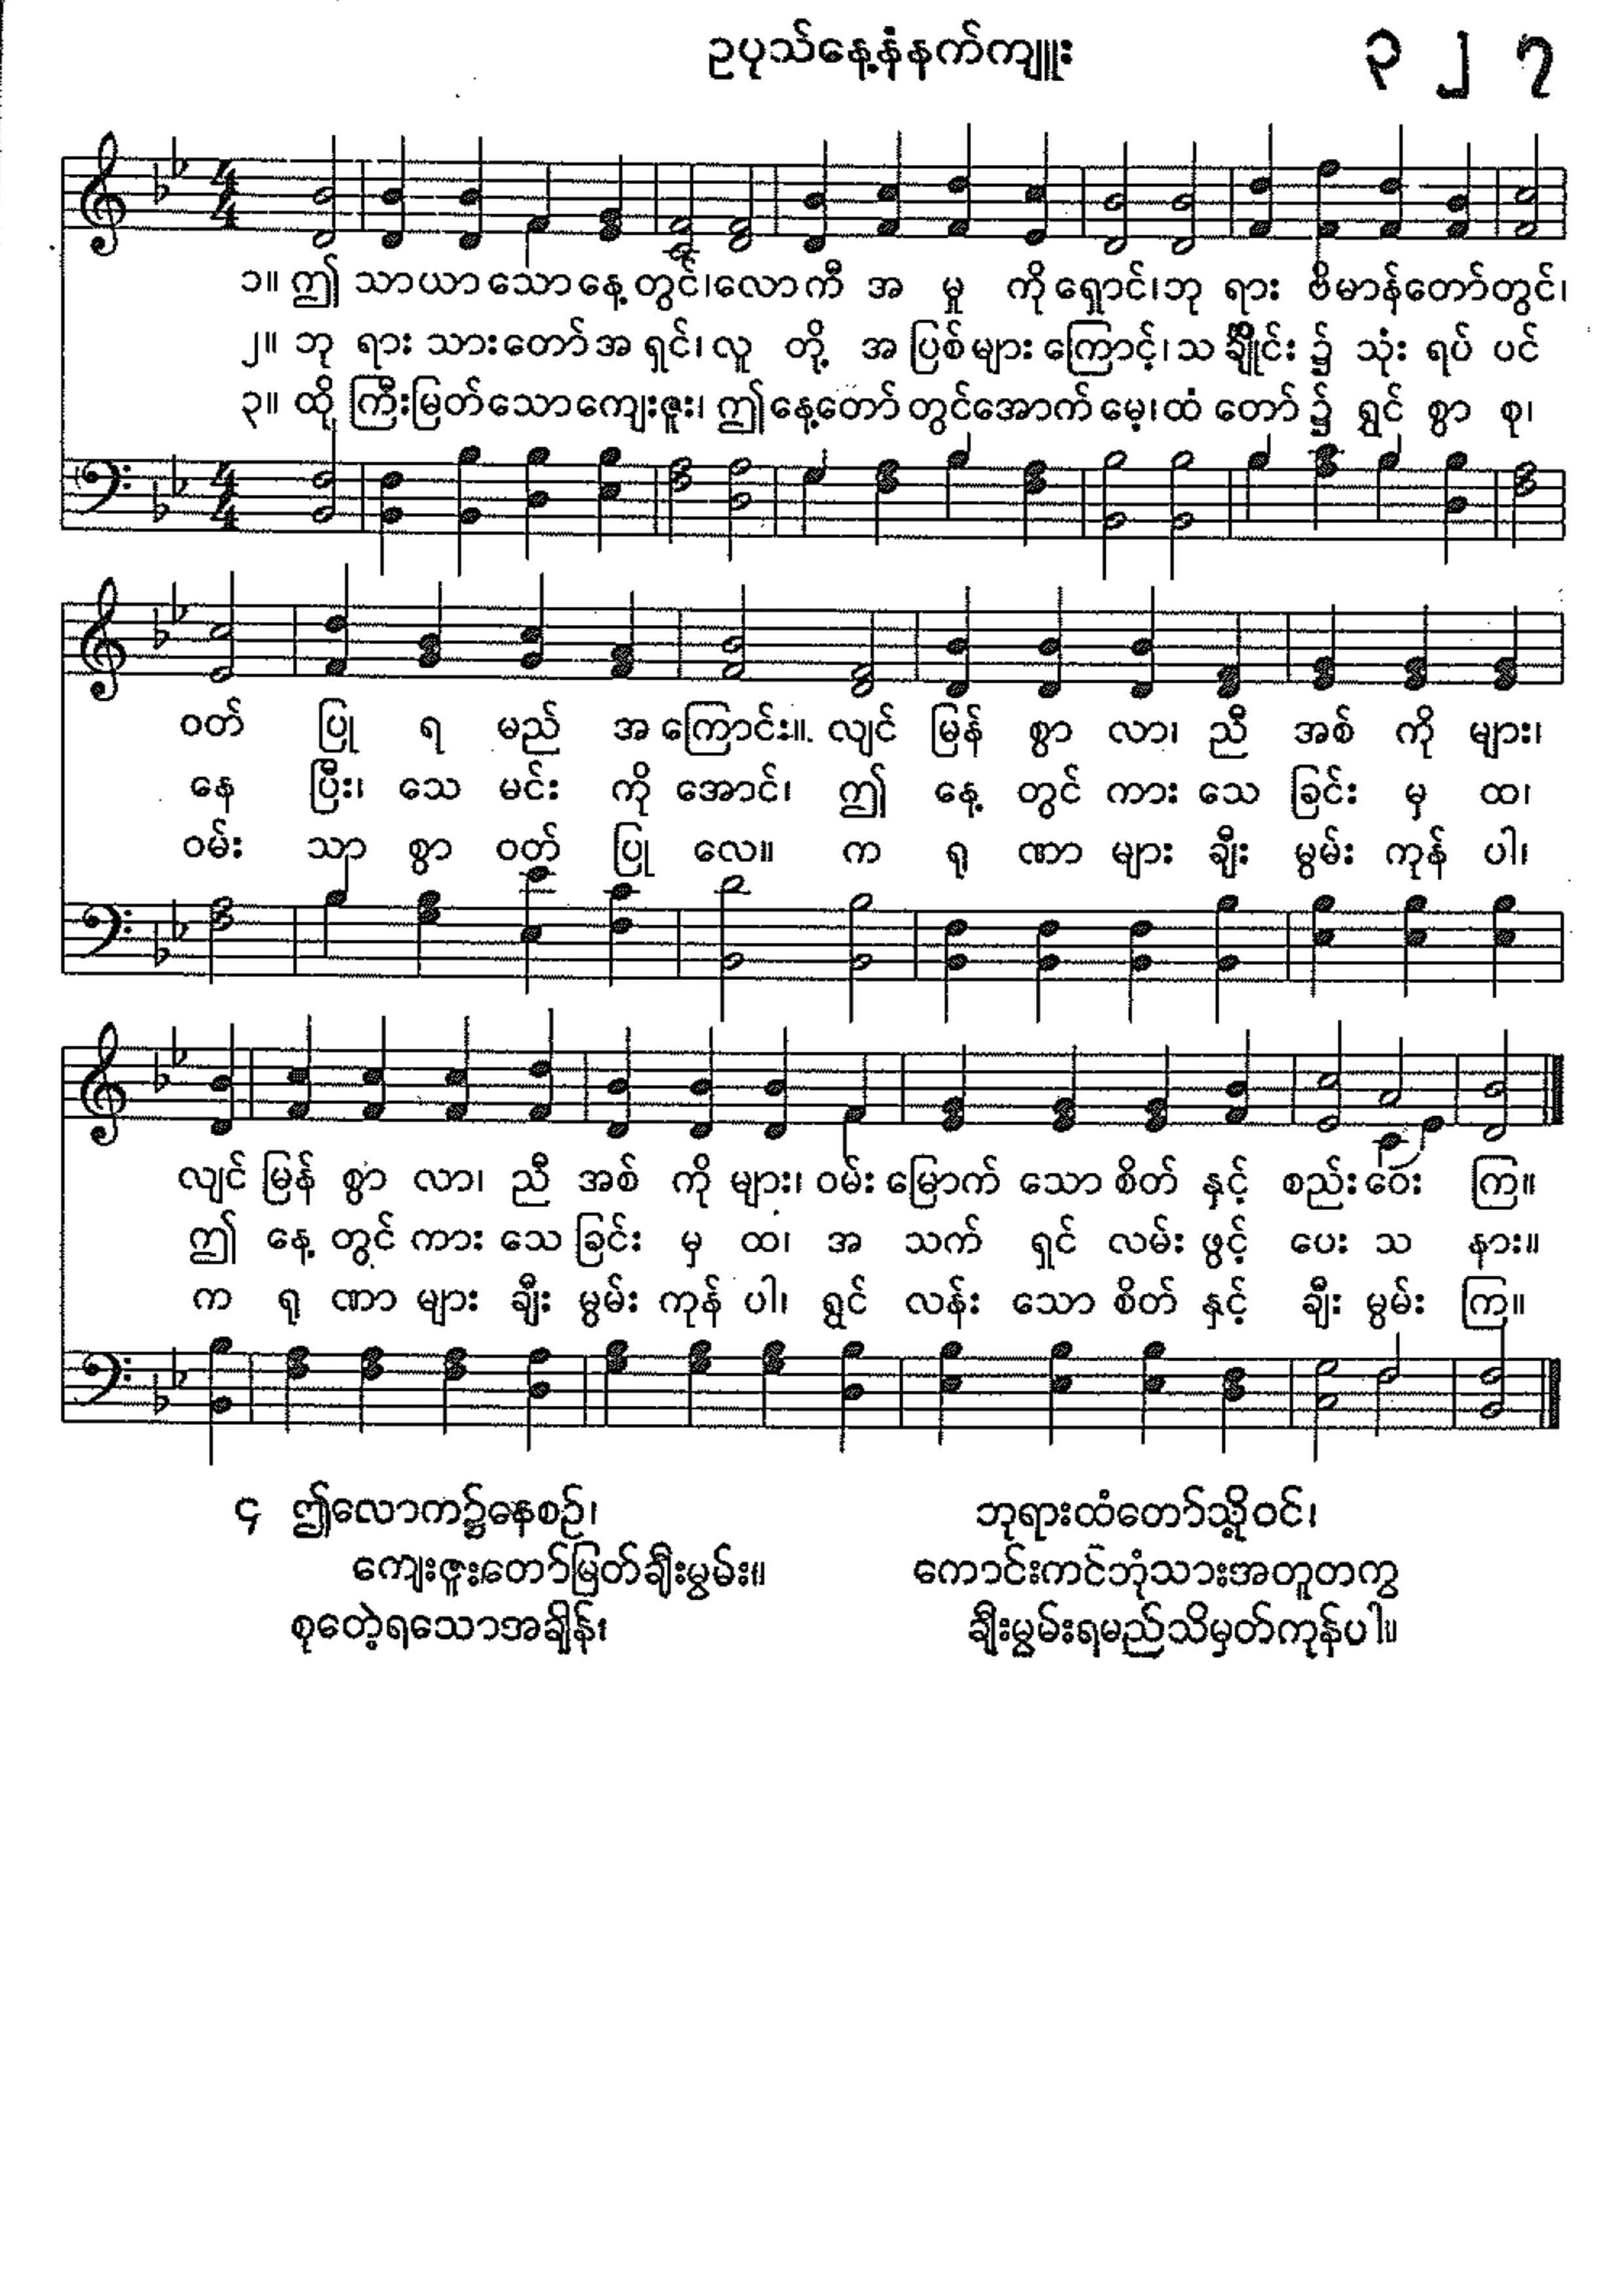 ဥပုသ်နေ့နံနက်ကျူး ၃၂၇
၁။ ဤ သာ ယာ သော နေ့ တွင်၊ လော ကီ အ မှု ကို ရှောင်၊ ဘု ရား ဗိမာန် တော် တွင်၊
၂။ ဘု ရား သား တော် အ ရှင်၊ လူ တို့ အ ပြစ် များ ကြောင့်၊ သ ချိုင်း ၌ သုံး ရပ် ပင်
၃။ ထို ကြီး မြတ် သော ကျေး ဇူး၊ ဤ နေ့ တော် တွင် အောက် မေ့၊ ထံ တော် ၌ ရွှင် စွာ စု၊
ဝတ် ပြု ရ မည် အ ကြောင်း။ လျင် မြန် စွာ လာ၊ ညီ အစ် ကို များ၊
နေ ပြီး၊ သေ မင်း ကို အောင်၊ ဤ နေ့ တွင် ကား သေ ခြင်း မှ ထ၊
ဝမ်း သာ စွာ ဝတ် ပြု လေ။ က ရု ဏာ များ ချီး မွမ်း ကုန် ပါ၊
လျင် မြန် စွာ လာ၊ ညီ အစ် ကို များ၊ ဝမ်း မြောက် သော စိတ် နှင့် စည်း ဝေး ကြ။
ဤ နေ့ တွင် ကား သေ ခြင်း မှ ထ၊ အ သက် ရှင် လမ်း ဖွင့် ပေး သ နား။
က ရု ဏာ များ ချီး မွမ်း ကုန် ပါ၊ ရွှင် လန်း သော စိတ် နှင့် ချီး မွမ်း ကြ။
၄ ဤလောက၌နေစဉ်၊
ကျေးဇူးတော်မြတ်ချီးမွမ်း။
စုတေ့ရသောအချိန်၊
ဘုရားထံတော်သို့ဝင်၊
ကောင်းကင်ဘုံသားအတူတကွ
ချီးမွမ်းရမည်သိမှတ်ကုန်ပါ။